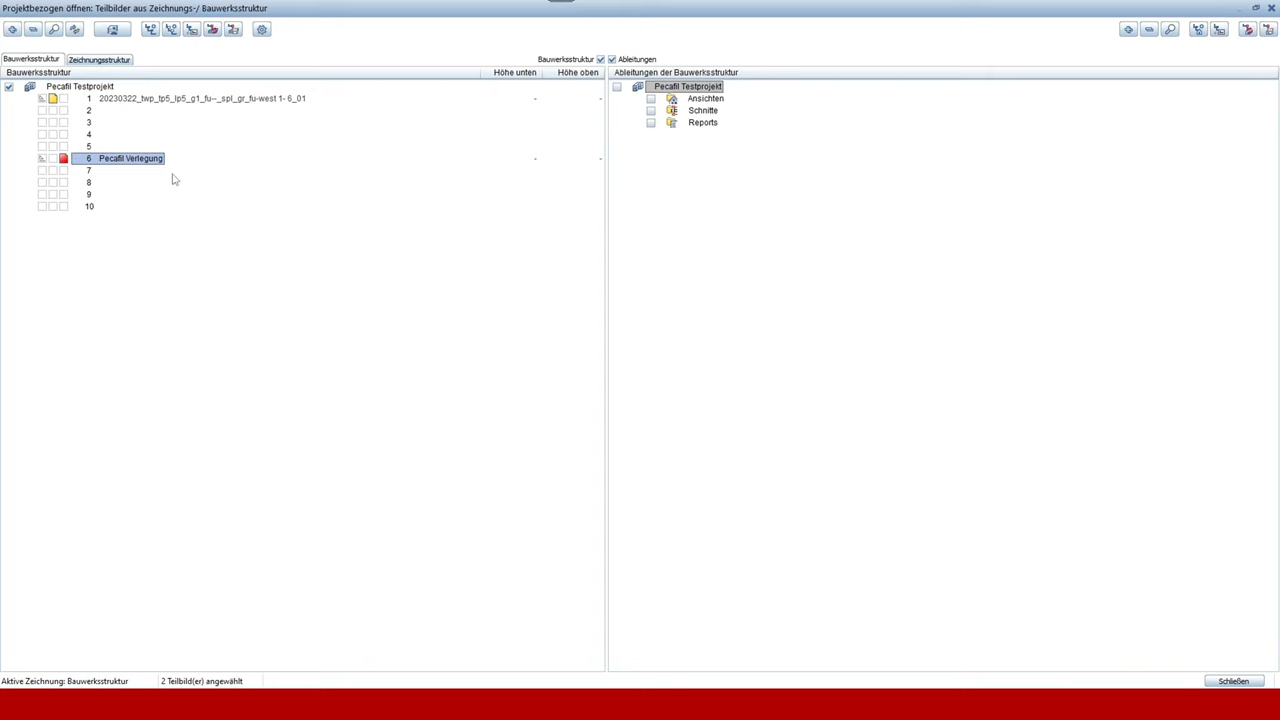 Projektbezogen öffnen: Teilbilder aus Zeichnungs-/ Bauwerksstruktur
Bauwerksstruktur Zeichnungsstruktur Bauwerksstruktur Ableitungen
Bauwerksstruktur Höhe unten Höhe oben Ableitungen der Bauwerksstruktur
Pecafil Testprojekt Pecafil Testprojekt
1 20230322_twp_tp5_lp5_g1_fu--_spl_gr_fu-west 1- 6_01 - - Ansichten
2 Schnitte
3 Reports
4
5
6 Pecafil Verlegung - -
7
8
9
10
Aktive Zeichnung: Bauwerksstruktur 2 Teilbild(er) angewählt Schließen